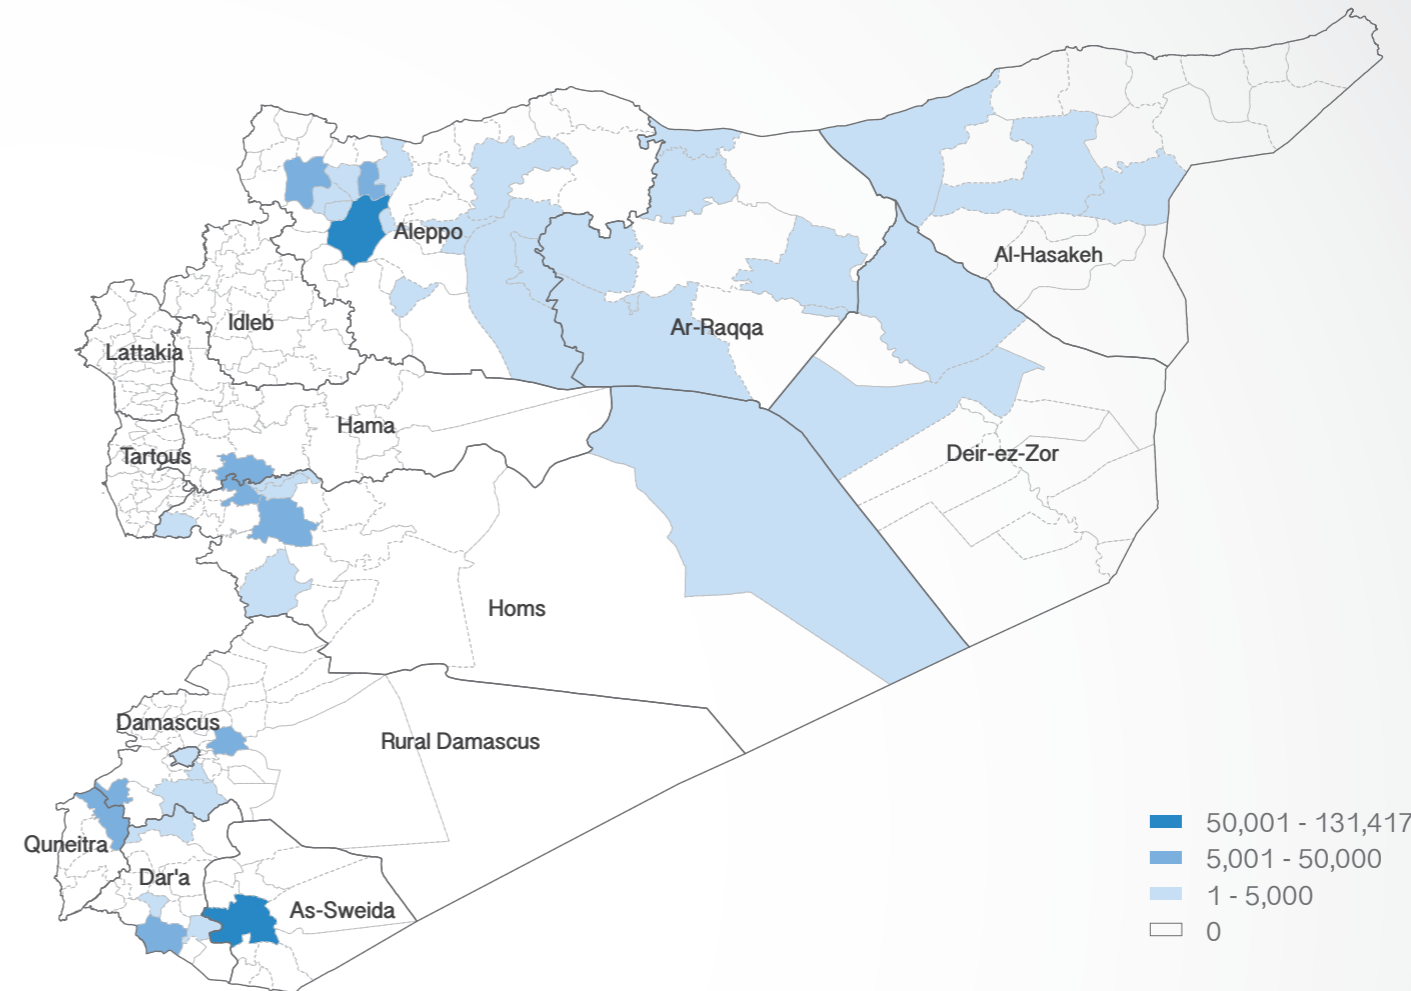 Aleppo
Al-Hasakeh
Ar-Raqqa
Idleb
Lattakia
Hama
Tartous
Deir-ez-Zor
Homs
Damascus
Rural Damascus
Quneitra
Dar'a
As-Sweida
50,001 - 131,417
5,001 - 50,000
1 - 5,000
0